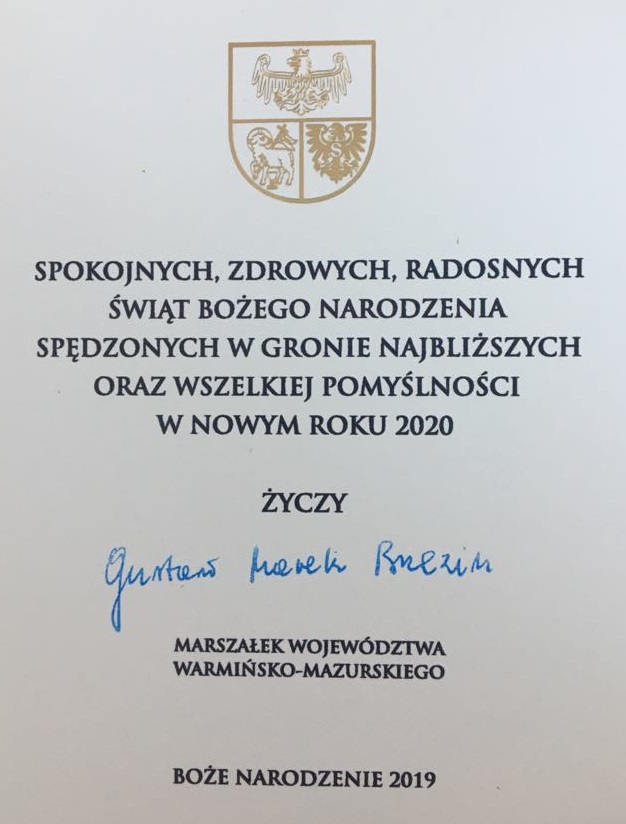 SPOKOJNYCH, ZDROWYCH, RADOSNYCH
ŚWIĄT BOŻEGO NARODZENIA
SPĘDZONYCH W GRONIE NAJBLIŻSZYCH
ORAZ WSZELKIEJ POMYŚLNOŚCI
W NOWYM ROKU 2020
ŻYCZY
Gustaw Marek Brzezin
MARSZAŁEK WOJEWÓDZTWA
WARMIŃSKO-MAZURSKIEGO
BOŻE NARODZENIE 2019